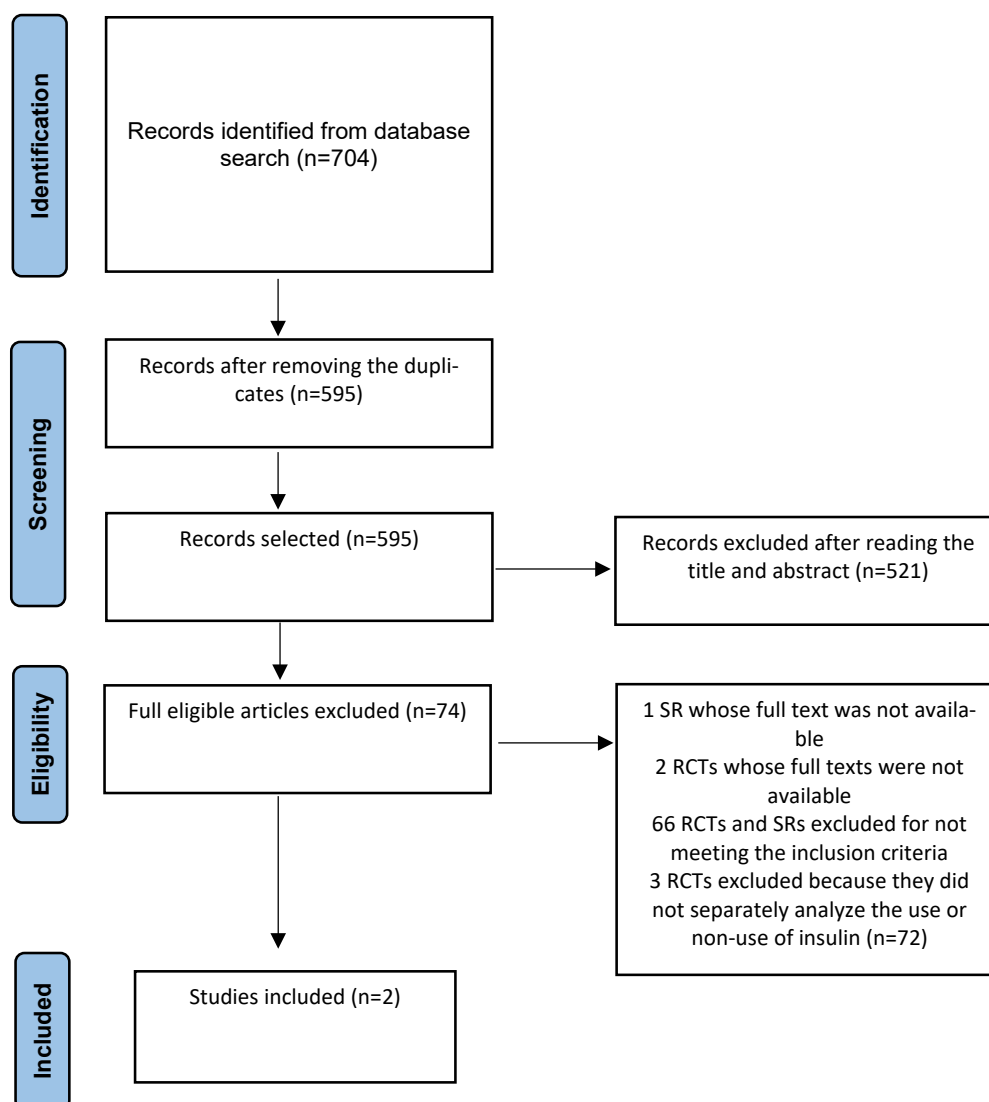 Identification
Records identified from database
search (n=704)
Screening
Records after removing the dupli-
cates (n=595)
Records selected (n=595)
Records excluded after reading the
title and abstract (n=521)
Eligibility
Full eligible articles excluded (n=74)
1 SR whose full text was not availa-
ble
2 RCTs whose full texts were not
available
66 RCTs and SRs excluded for not
meeting the inclusion criteria
3 RCTs excluded because they did
not separately analyze the use or
non-use of insulin (n=72)
Included
Studies included (n=2)